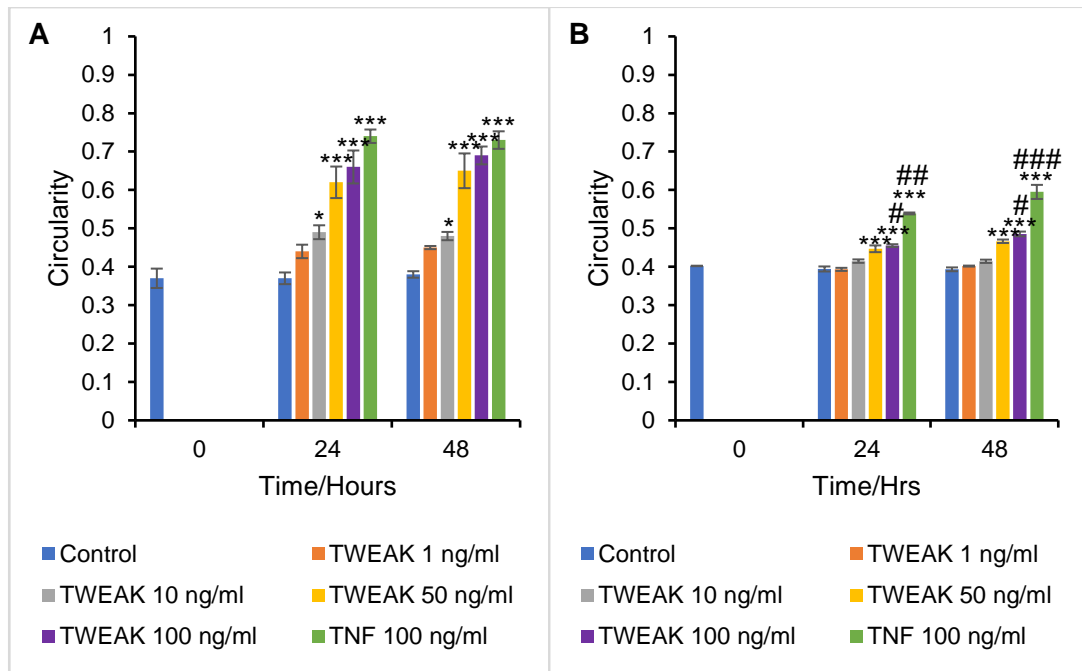 A
1
0.9
0.8
0.7
0.6
0.5
0.4
0.3
0.2
0.1
0
Circularity
*
***
***
***
*
***
***
***
0
24
48
Time/Hours
Control
TWEAK 1 ng/ml
TWEAK 10 ng/ml
TWEAK 50 ng/ml
TWEAK 100 ng/ml
TNF 100 ng/ml
B
1
0.9
0.8
0.7
0.6
0.5
0.4
0.3
0.2
0.1
0
Circularity
***
#
***
##
***
***
#
***
###
***
0
24
48
Time/Hrs
Control
TWEAK 1 ng/ml
TWEAK 10 ng/ml
TWEAK 50 ng/ml
TWEAK 100 ng/ml
TNF 100 ng/ml